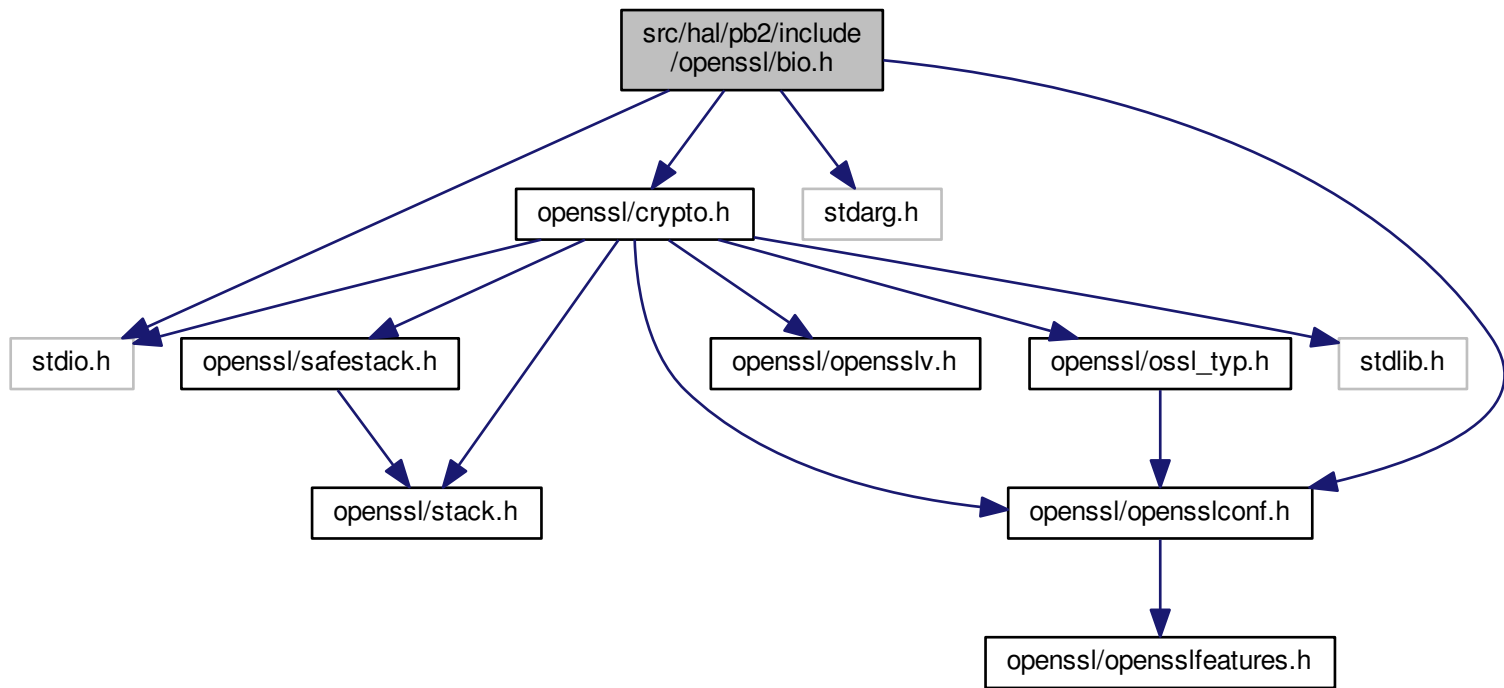 src/hal/pb2/include
/openssl/bio.h
openssl/crypto.h
stdarg.h
stdio.h
openssl/safestack.h
openssl/opensslv.h
openssl/ossl_typ.h
stdlib.h
openssl/stack.h
openssl/opensslconf.h
openssl/opensslfeatures.h